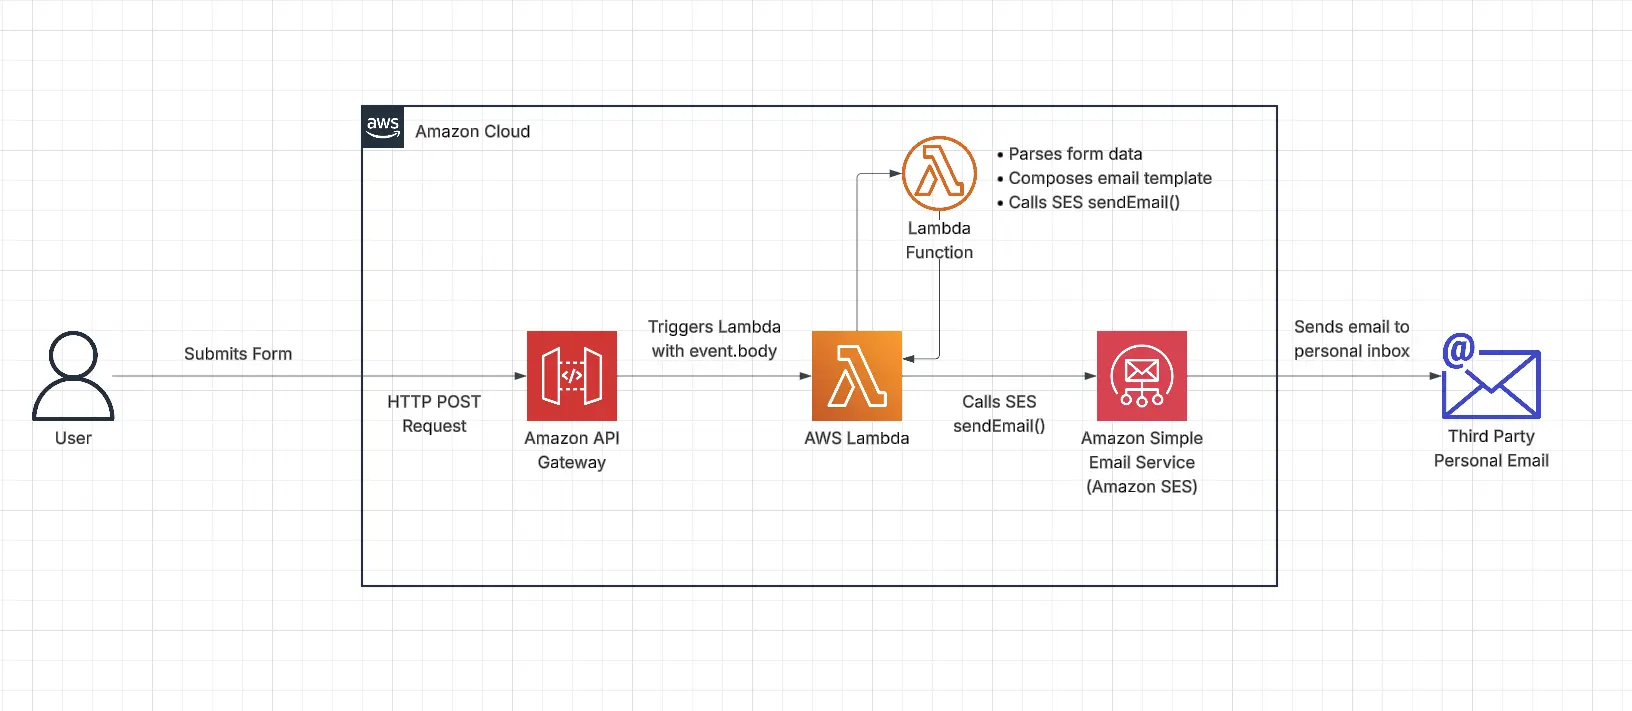 aws
Amazon Cloud
• Parses form data
• Composes email template
• Calls SES sendEmail()
Lambda
Function
Submits Form
HTTP POST
Request
Triggers Lambda
with event.body
Calls SES
sendEmail()
Sends email to
personal inbox
@
User
</>
Amazon API
Gateway
AWS Lambda
Amazon Simple
Email Service
(Amazon SES)
Third Party
Personal Email